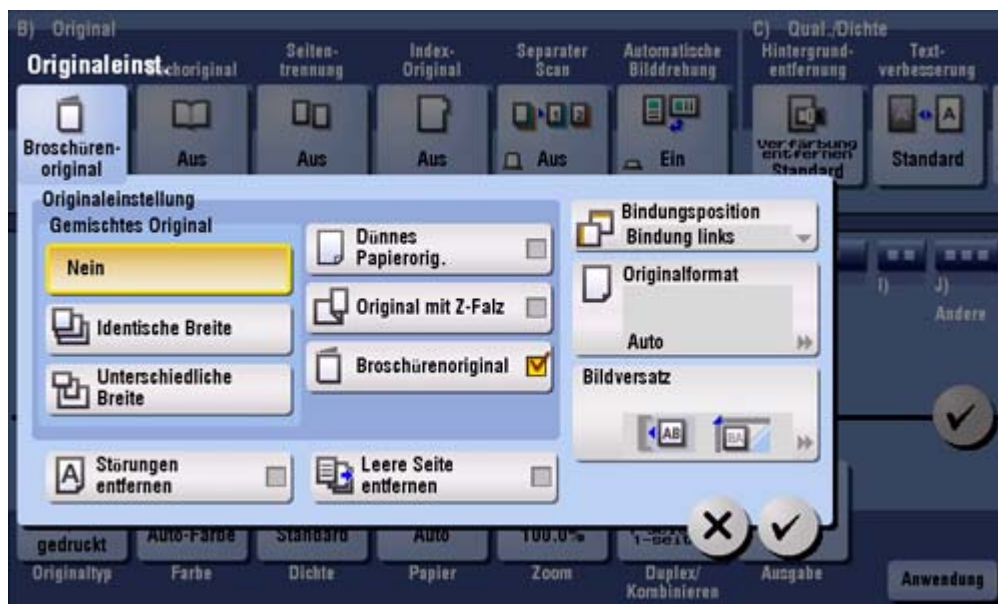 B) Original
C) Qual./Dichte
Originaleinst.
choriginal
Seiten-
trennung
Index-
Original
Separater
Scan
Automatische
Bilddrehung
Hintergrund-
entfernung
Text-
verbesserung
Broschüren-
original
Aus
Aus
Aus
Aus
Ein
Verfärbung
entfernen
Standard
Standard
Originaleinstellung
Gemischtes Original
Nein
Identische Breite
Unterschiedliche
Breite
Dünnes
Papierorig.
Original mit Z-Falz
Broschürenoriginal
Störungen
entfernen
Leere Seite
entfernen
Bindungsposition
Bindung links
Originalformat
Auto
Bildversatz
AB
BA
I)
J)
Andere
gedruckt
Auto-Farbe
Standard
Auto
100.0%
Originaltyp
Farbe
Dichte
Papier
Zoom
Duplex/
Kombinieren
Ausgabe
Anwendung